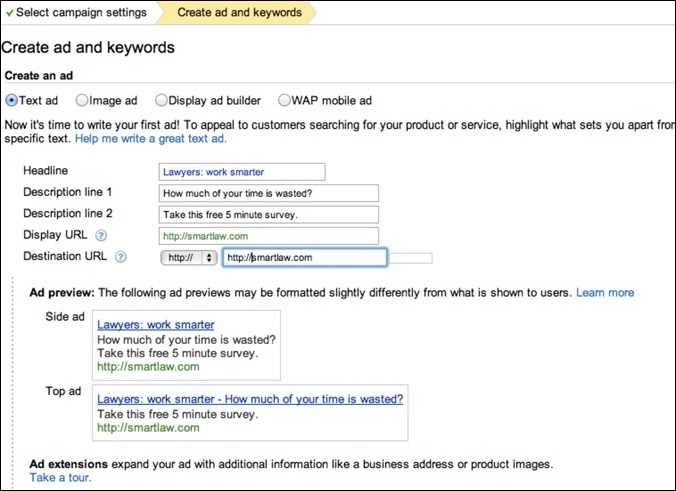 ✓ Select campaign settings Create ad and keywords
Create ad and keywords
Create an ad
Text ad Image ad Display ad builder WAP mobile ad
Now it's time to write your first ad! To appeal to customers searching for your product or service, highlight what sets you apart from
specific text. Help me write a great text ad.
Headline Lawyers: work smarter
Description line 1 How much of your time is wasted?
Description line 2 Take this free 5 minute survey.
Display URL ? http://smartlaw.com
Destination URL ? http:// http://smartlaw.com
Ad preview: The following ad previews may be formatted slightly differently from what is shown to users. Learn more
Side ad
Lawyers: work smarter
How much of your time is wasted?
Take this free 5 minute survey.
http://smartlaw.com
Top ad
Lawyers: work smarter - How much of your time is wasted?
Take this free 5 minute survey.
http://smartlaw.com
Ad extensions expand your ad with additional information like a business address or product images.
Take a tour.